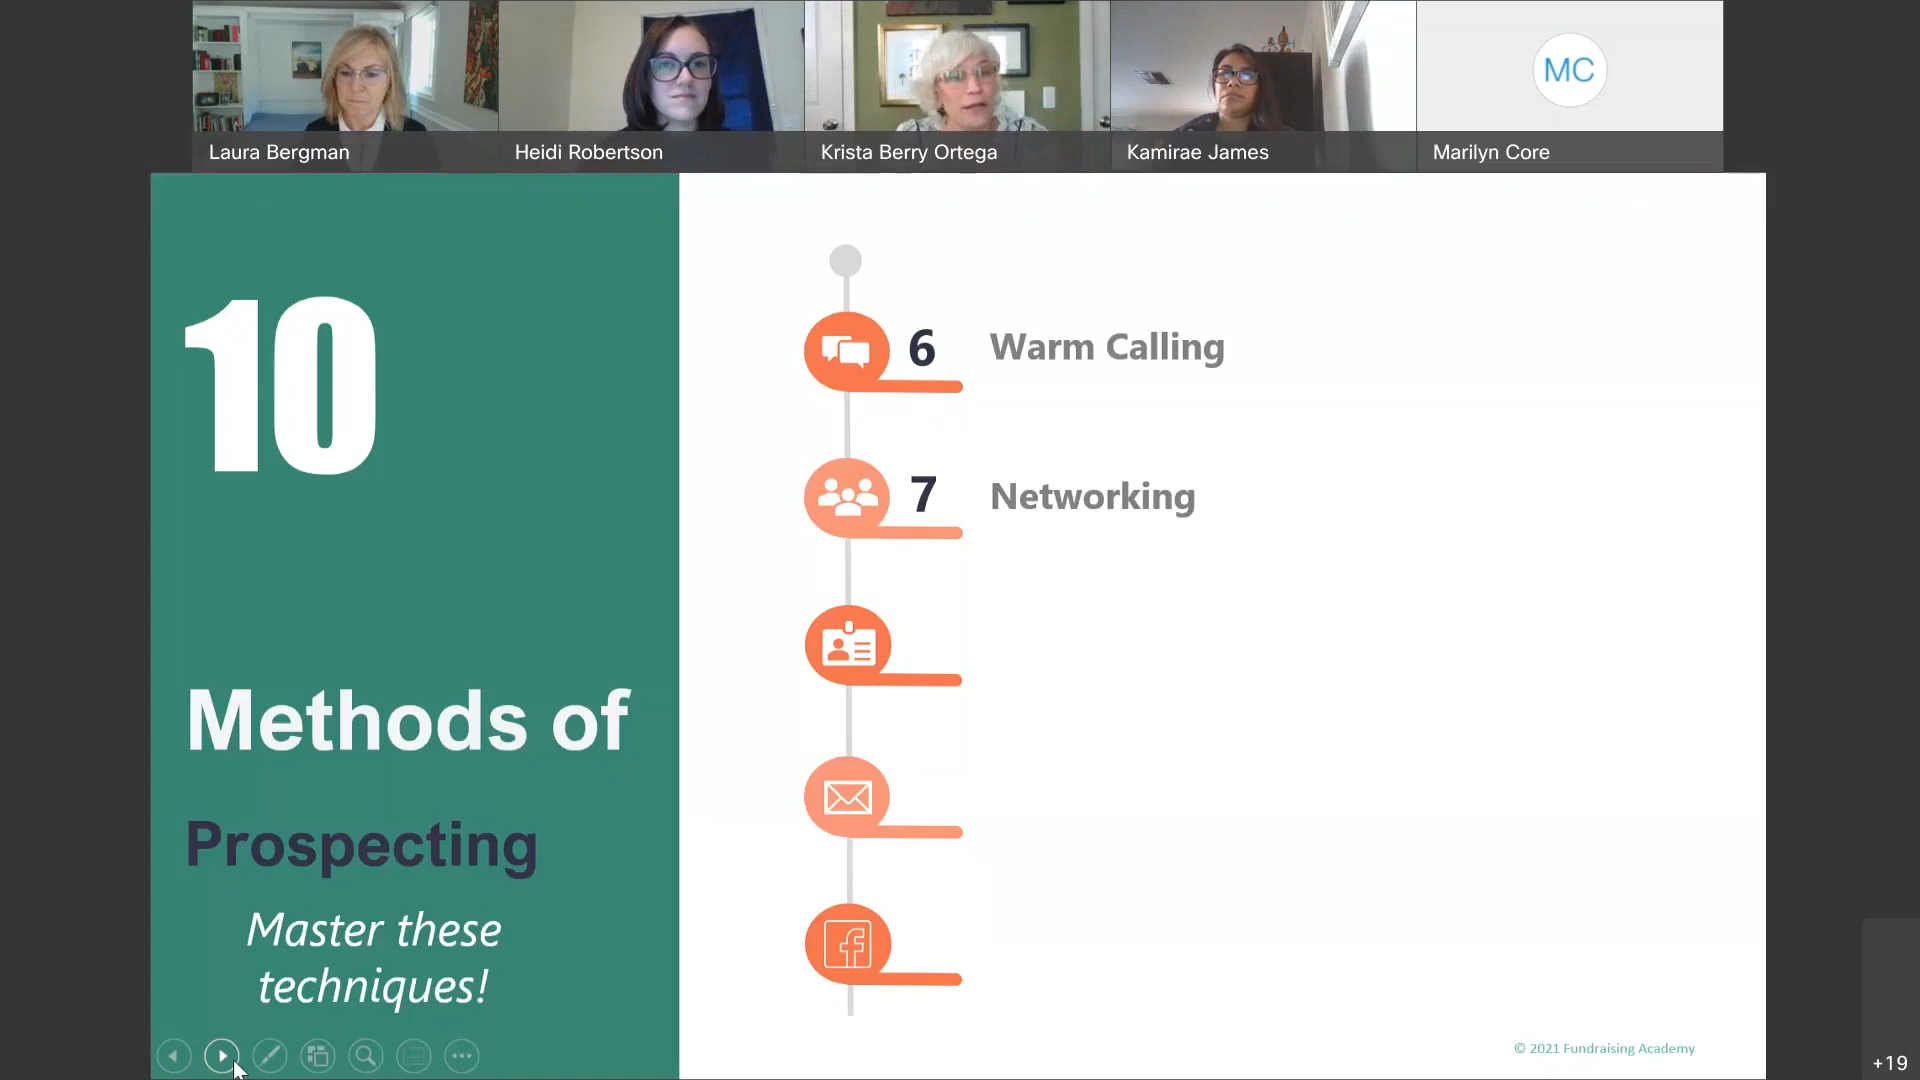 Laura Bergman
Heidi Robertson
Krista Berry Ortega
Kamirae James
MC
Marilyn Core
10
Methods of
Prospecting
Master these
techniques!
6 Warm Calling
7 Networking
© 2021 Fundraising Academy
+19